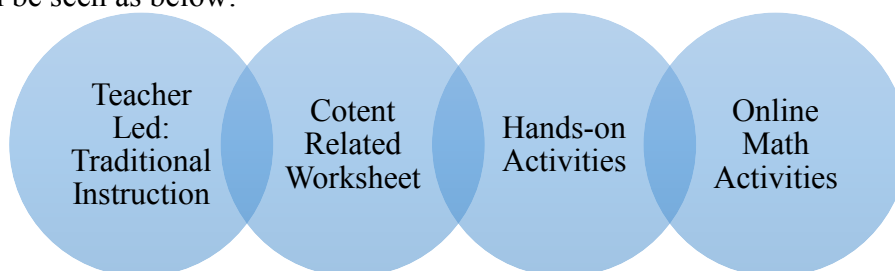 be seen as below:
Teacher
Led:
Traditional
Instruction
Cotent
Related
Worksheet
Hands-on
Activities
Online
Math
Activities